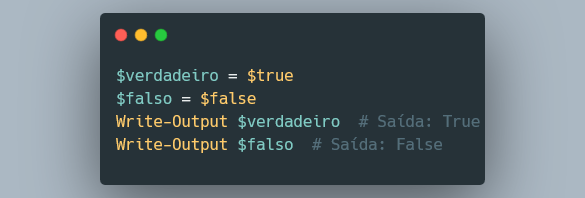 $verdadeiro = $true
$falso = $false
Write-Output $verdadeiro  # Saída: True
Write-Output $falso  # Saída: False